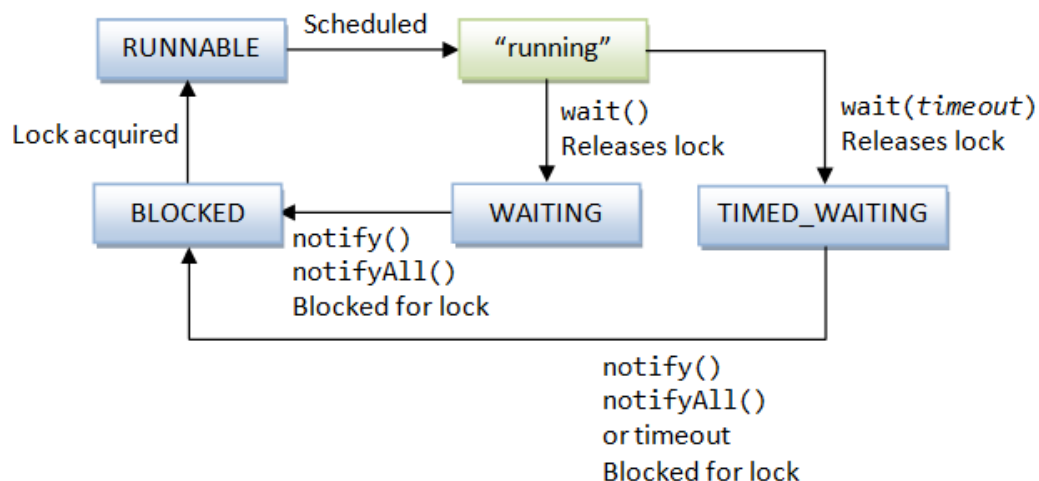 Scheduled
RUNNABLE
“running”
Lock acquired
wait()
Releases lock
wait(timeout)
Releases lock
BLOCKED
WAITING
TIMED_WAITING
notify()
notifyAll()
Blocked for lock
notify()
notifyAll()
or timeout
Blocked for lock